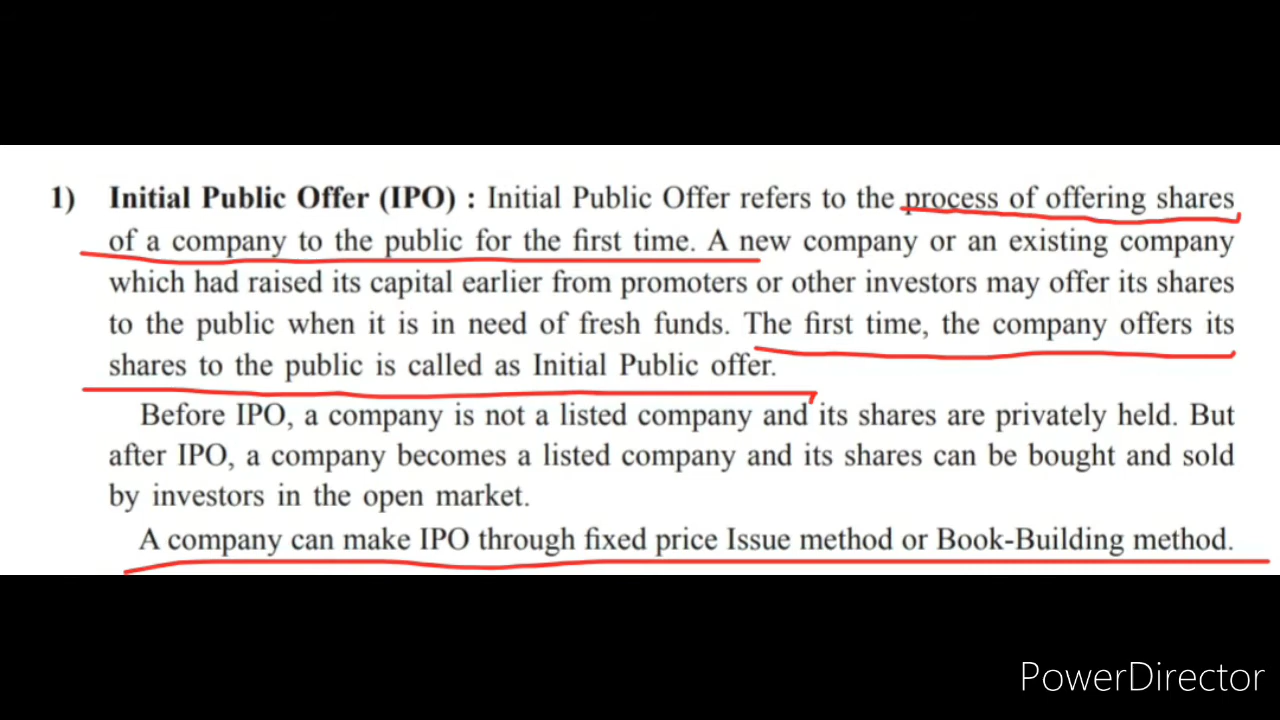 1) Initial Public Offer (IPO) : Initial Public Offer refers to the process of offering shares
of a company to the public for the first time. A new company or an existing company
which had raised its capital earlier from promoters or other investors may offer its shares
to the public when it is in need of fresh funds. The first time, the company offers its
shares to the public is called as Initial Public offer.
Before IPO, a company is not a listed company and its shares are privately held. But
after IPO, a company becomes a listed company and its shares can be bought and sold
by investors in the open market.
A company can make IPO through fixed price Issue method or Book-Building method.
PowerDirector